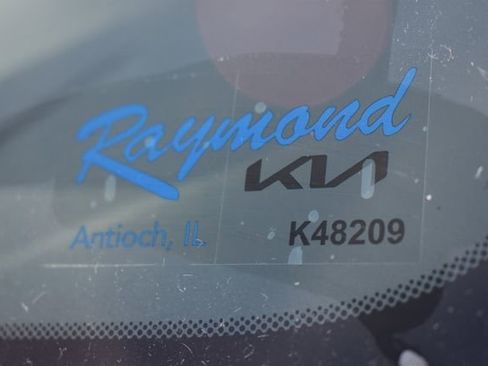 Raymond
KIA
Antioch, IL K48209